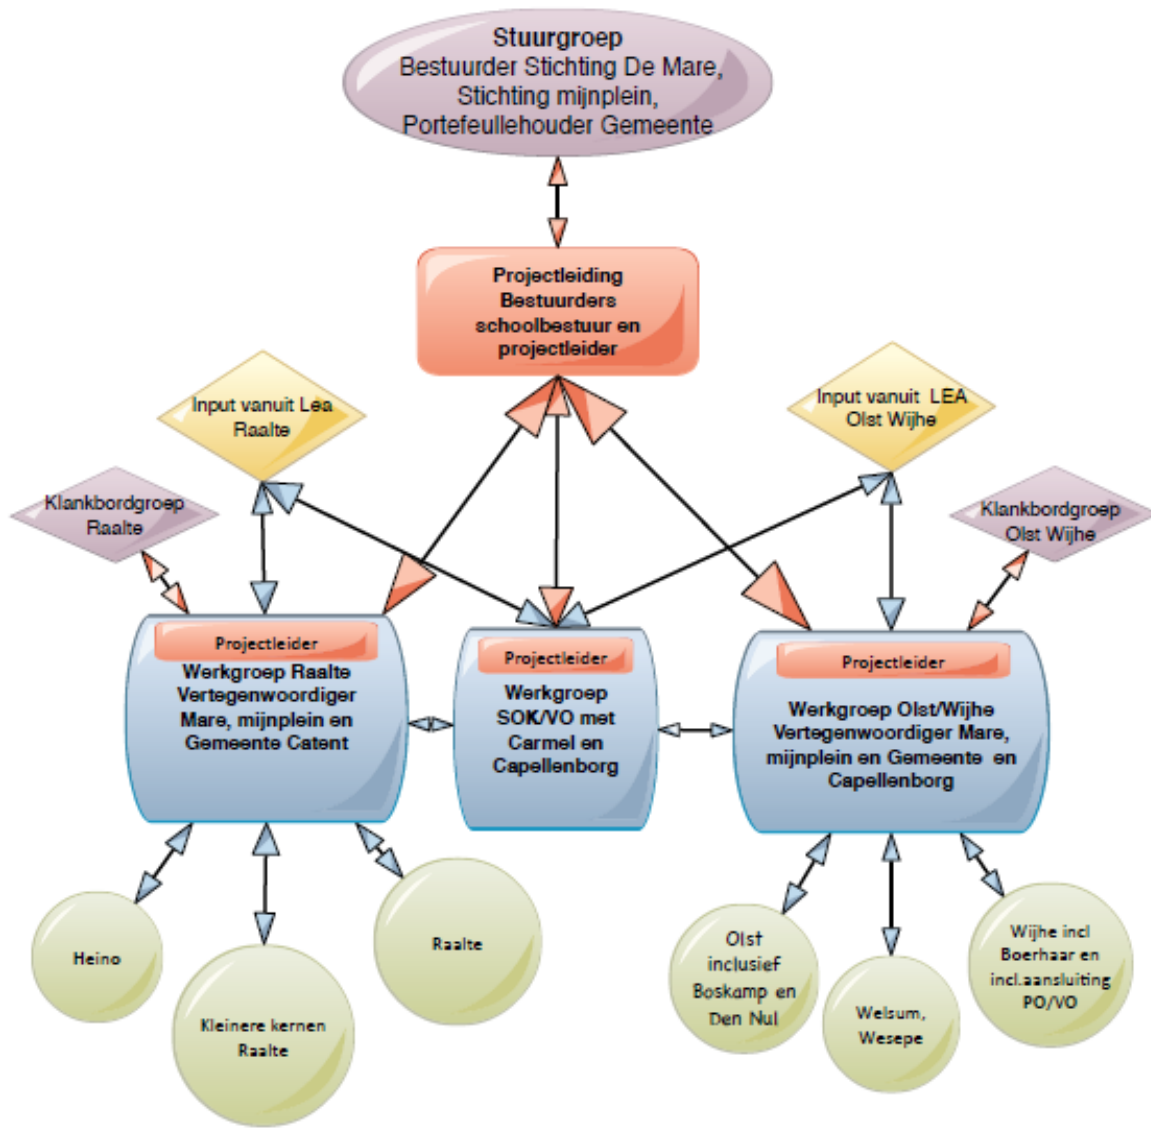 Stuurgroep
Bestuurder Stichting De Mare,
Stichting mijnplein,
Portefeullehouder Gemeente
Projectleiding
Bestuurders
schoolbestuur en
projectleider
Input vanuit Lea
Raalte
Input vanuit LEA
Olst Wijhe
Klankbordgroep
Raalte
Klankbordgroep
Olst Wijhe
Projectleider
Werkgroep Raalte
Vertegenwoordiger
Mare, mijnplein en
Gemeente Catent
Projectleider
Werkgroep
SOK/VO met
Carmel en
Capellenborg
Projectleider
Werkgroep Olst/Wijhe
Vertegenwoordiger Mare,
mijnplein en Gemeente en
Capellenborg
Heino
Kleinere kernen
Raalte
Raalte
Olst
inclusief
Boskamp en
Den Nul
Welsum,
Wesepe
Wijhe incl
Boerhaar en
incl.aansluiting
PO/VO